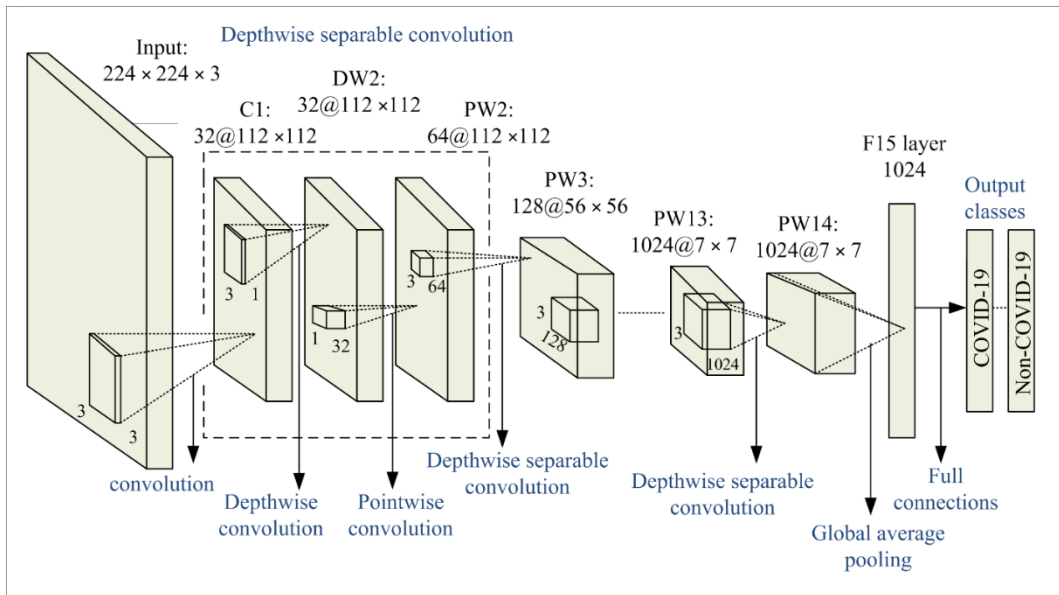 Depthwise separable convolution
Input:
224 × 224 × 3
C1:
32@112 ×112
DW2:
32@112 ×112
PW2:
64@112 ×112
PW3:
128@56 × 56
PW13:
1024@7 × 7
PW14:
1024@7 × 7
F15 layer
1024
Output
classes
COVID-19
Non-COVID-19
3
3
3
1
1
32
3
64
3
128
3
1024
convolution
Depthwise
convolution
Pointwise
convolution
Depthwise separable
convolution
Depthwise separable
convolution
Global average
pooling
Full
connections